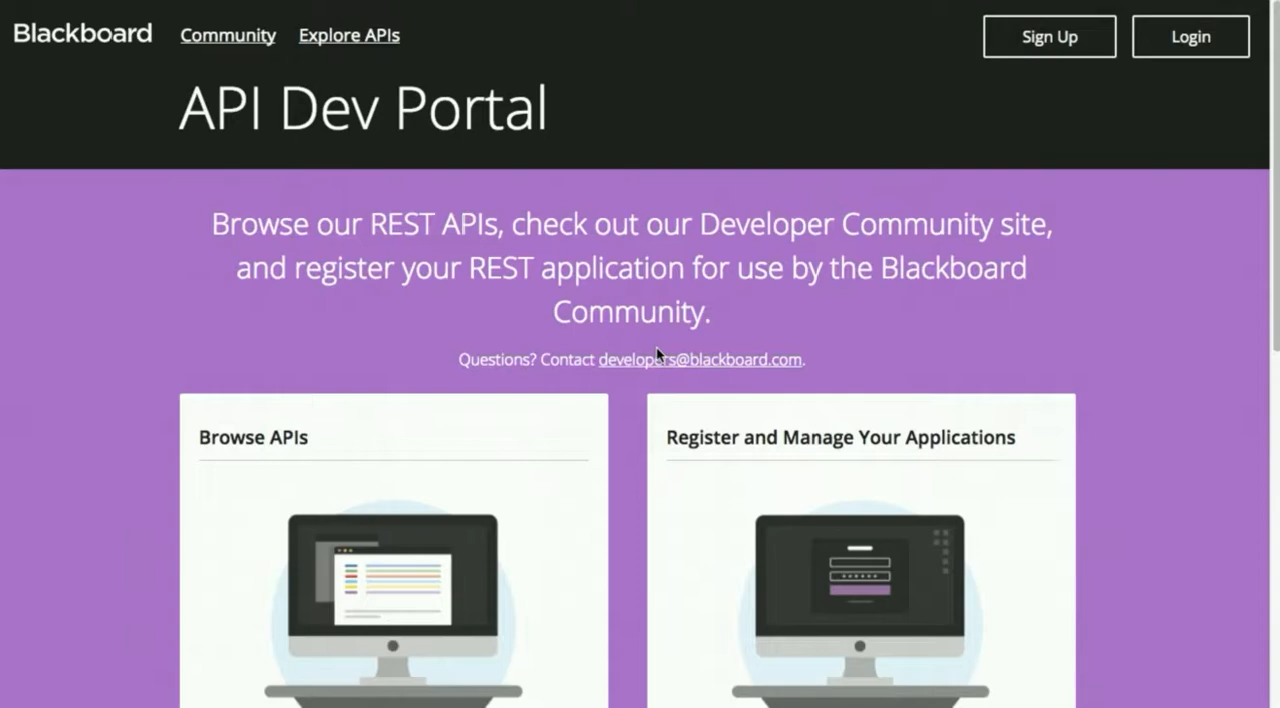 Blackboard Community Explore APIs Sign Up Login
API Dev Portal
Browse our REST APIs, check out our Developer Community site,
and register your REST application for use by the Blackboard
Community.
Questions? Contact developers@blackboard.com.
Browse APIs
Register and Manage Your Applications